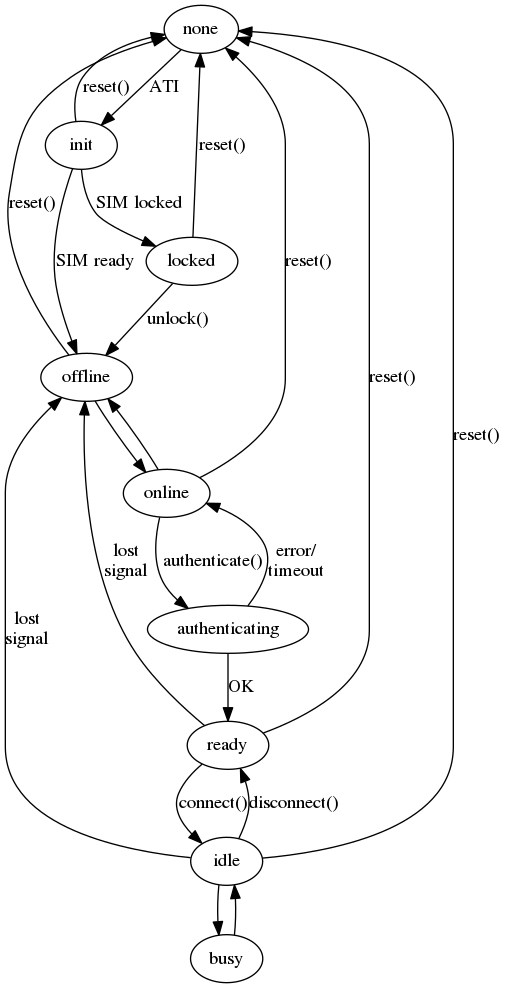 none
reset()
ATI
init
reset()
SIM locked
reset()
SIM ready
locked
reset()
unlock()
offline
reset()
reset()
online
lost
signal
authenticate()
error/
timeout
lost
signal
authenticating
OK
ready
connect()
disconnect()
idle
busy